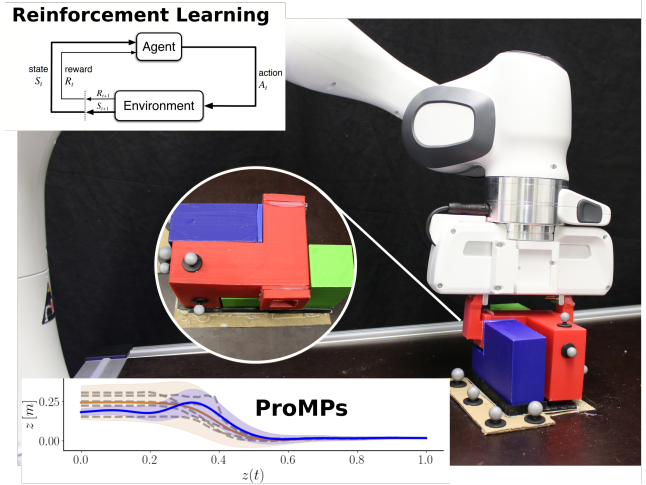 Reinforcement Learning
Agent
state
S_t
reward
R_t
action
A_t
R_{t+1}
S_{t+1}
Environment
ProMPs
z [m]
0.25
0.00
0.0 0.2 0.4 0.6 0.8 1.0
z(t)